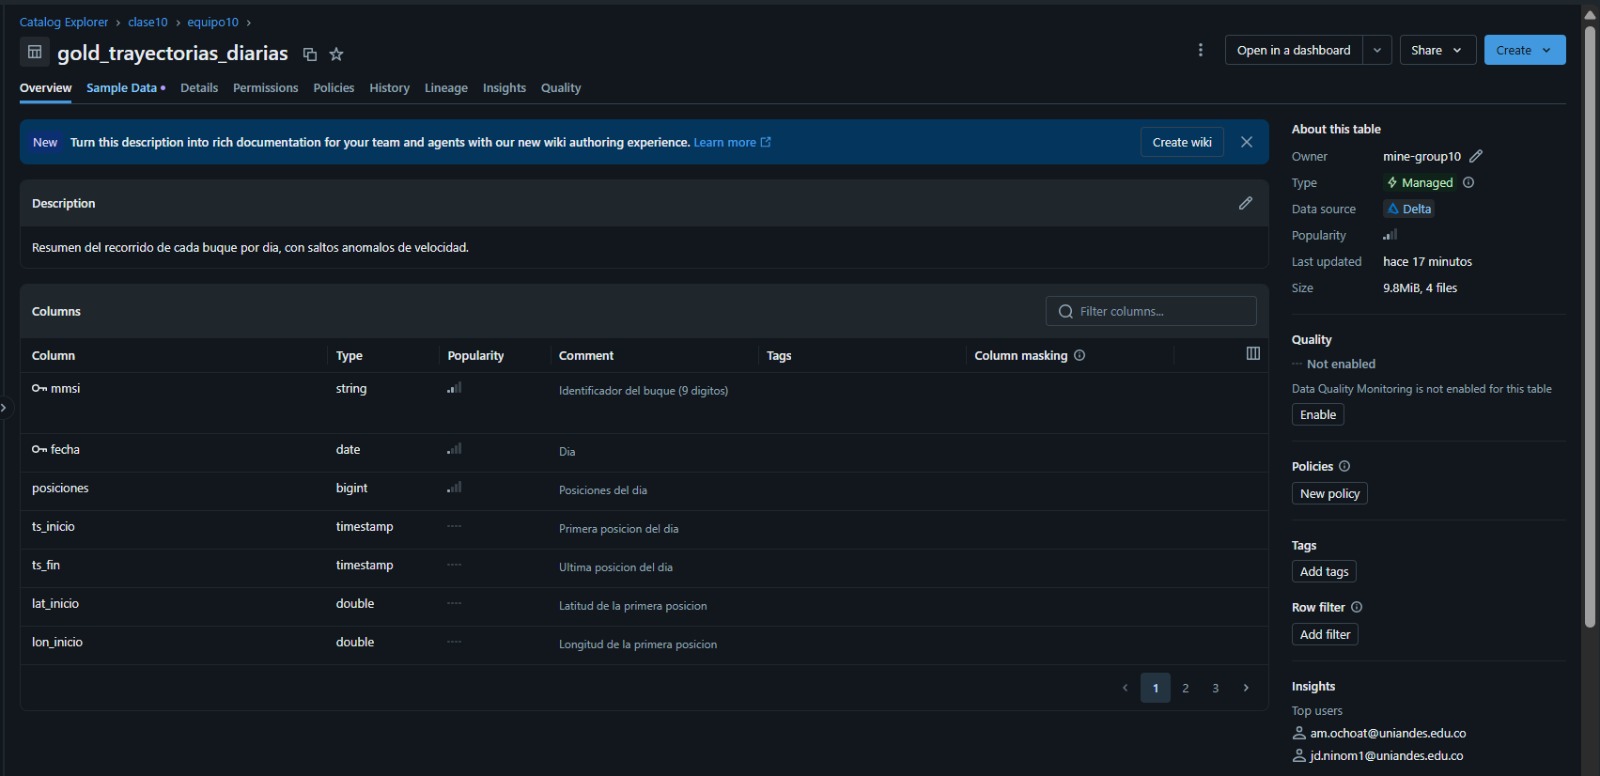 Catalog Explorer › clase10 › equipo10 ›
gold_trayectorias_diarias
Open in a dashboard Share Create
Overview Sample Data Details Permissions Policies History Lineage Insights Quality
New Turn this description into rich documentation for your team and agents with our new wiki authoring experience. Learn more Create wiki
Description
Resumen del recorrido de cada buque por dia, con saltos anomalos de velocidad.
Columns Filter columns...
Column Type Popularity Comment Tags Column masking
mmsi string Identificador del buque (9 digitos)
fecha date Dia
posiciones bigint Posiciones del dia
ts_inicio timestamp Primera posicion del dia
ts_fin timestamp Ultima posicion del dia
lat_inicio double Latitud de la primera posicion
lon_inicio double Longitud de la primera posicion
‹ 1 2 3 ›
About this table
Owner mine-group10
Type Managed
Data source Delta
Popularity
Last updated hace 17 minutos
Size 9.8MiB, 4 files
Quality
Not enabled
Data Quality Monitoring is not enabled for this table
Enable
Policies
New policy
Tags
Add tags
Row filter
Add filter
Insights
Top users
am.ochoat@uniandes.edu.co
jd.ninom1@uniandes.edu.co